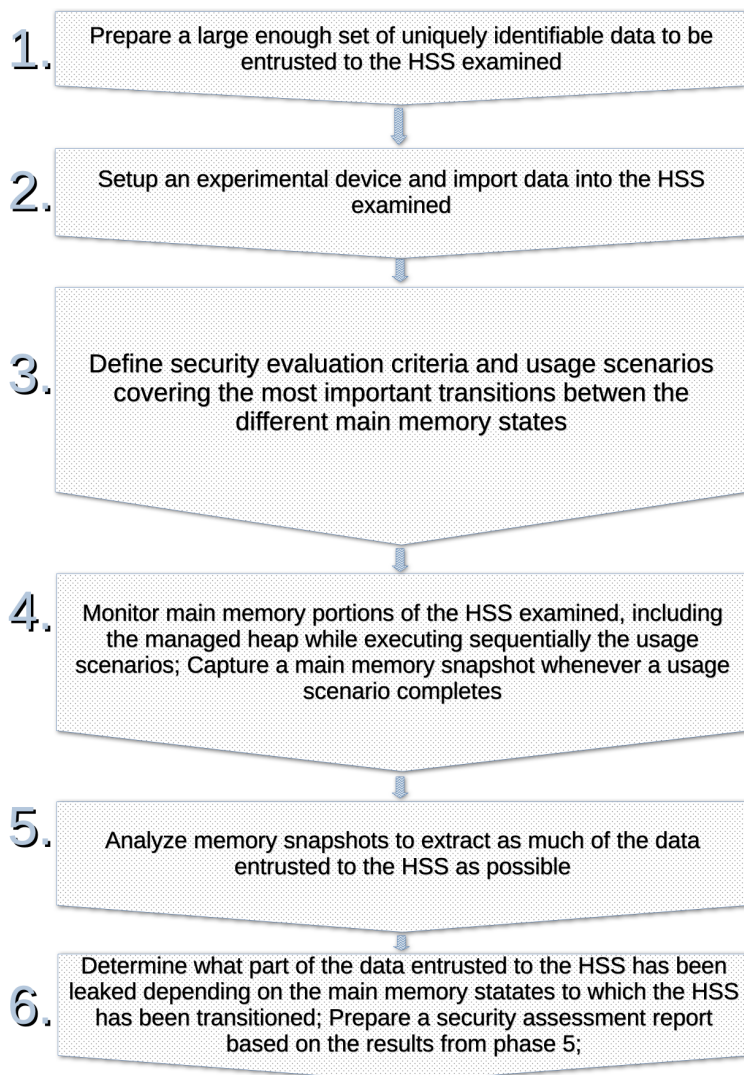 1.
Prepare a large enough set of uniquely identifiable data to be
entrusted to the HSS examined
2.
Setup an experimental device and import data into the HSS
examined
3.
Define security evaluation criteria and usage scenarios
covering the most important transitions betwen the
different main memory states
4.
Monitor main memory portions of the HSS examined, including
the managed heap while executing sequentially the usage
scenarios; Capture a main memory snapshot whenever a usage
scenario completes
5.
Analyze memory snapshots to extract as much of the data
entrusted to the HSS as possible
6.
Determine what part of the data entrusted to the HSS has been
leaked depending on the main memory statates to which the HSS
has been transitioned; Prepare a security assessment report
based on the results from phase 5;